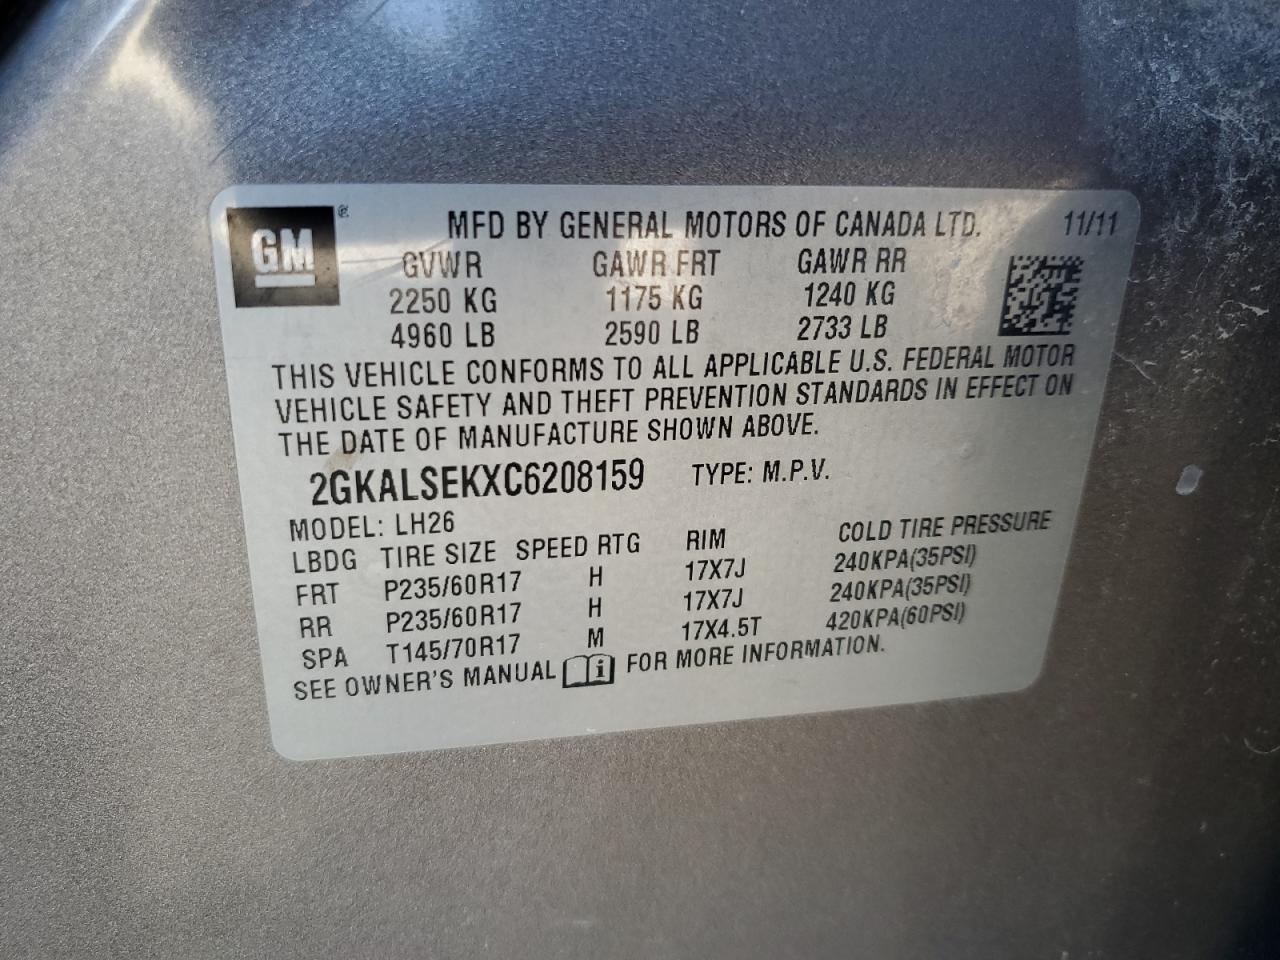 GM®
MFD BY GENERAL MOTORS OF CANADA LTD. 11/11
GVWR GAWR FRT GAWR RR
2250 KG 1175 KG 1240 KG
4960 LB 2590 LB 2733 LB
THIS VEHICLE CONFORMS TO ALL APPLICABLE U.S. FEDERAL MOTOR
VEHICLE SAFETY AND THEFT PREVENTION STANDARDS IN EFFECT ON
THE DATE OF MANUFACTURE SHOWN ABOVE.
2GKALSEKXC6208159 TYPE: M.P.V.
MODEL: LH26
LBDG TIRE SIZE SPEED RTG RIM COLD TIRE PRESSURE
FRT P235/60R17 H 17X7J 240KPA(35PSI)
RR P235/60R17 H 17X7J 240KPA(35PSI)
SPA T145/70R17 M 17X4.5T 420KPA(60PSI)
SEE OWNER'S MANUAL i FOR MORE INFORMATION.